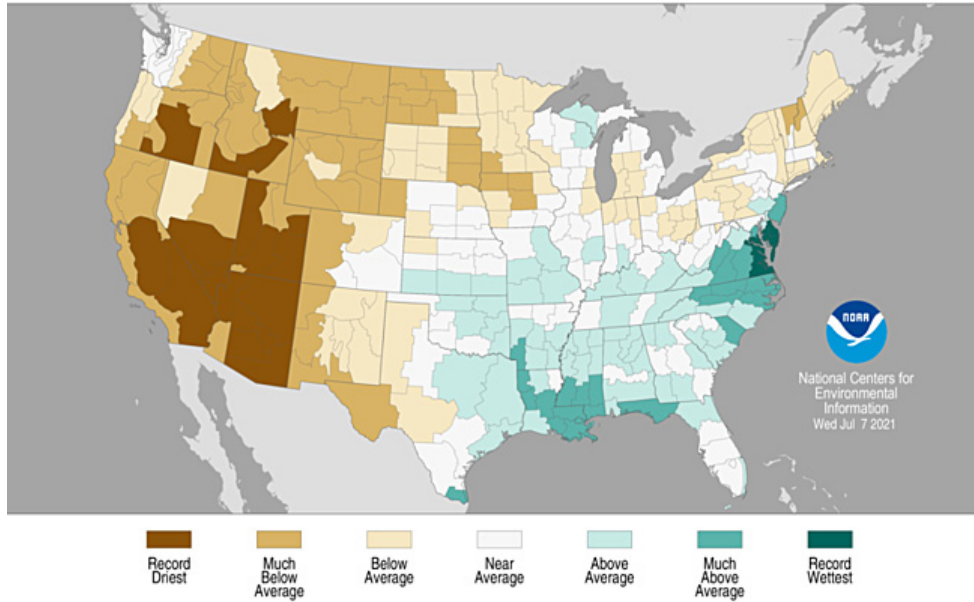 NOAA
National Centers for
Environmental
Information
Wed Jul 7 2021
Record
Driest
Much
Below
Average
Below
Average
Near
Average
Above
Average
Much
Above
Average
Record
Wettest